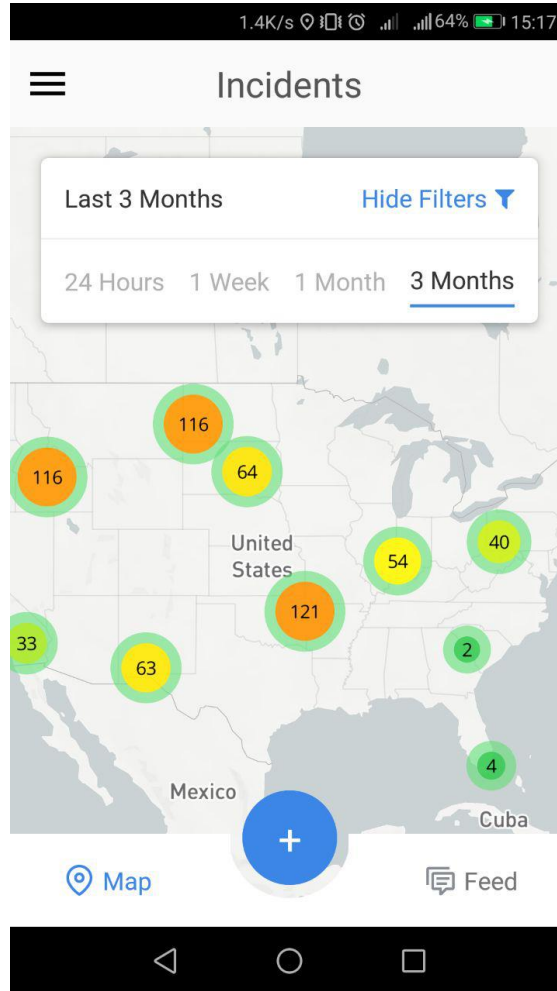 1.4K/s 64% 15:17
Incidents
Last 3 Months Hide Filters
24 Hours 1 Week 1 Month 3 Months
116
64
116
United
States
40
54
121
33
2
63
4
Mexico
Cuba
+
Map Feed